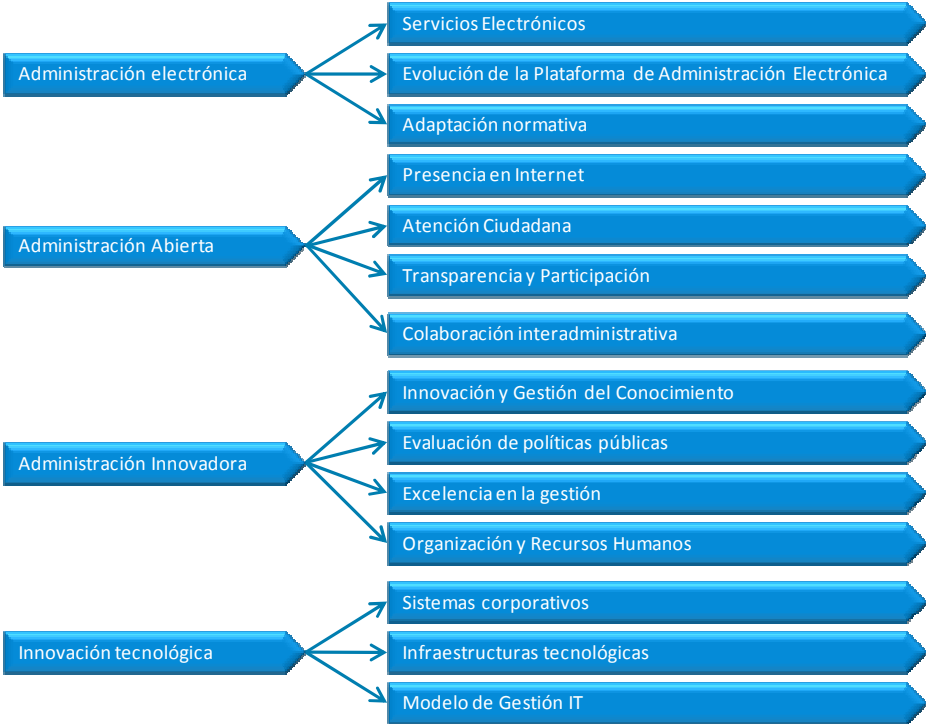 Administración electrónica
Servicios Electrónicos
Evolución de la Plataforma de Administración Electrónica
Adaptación normativa
Administración Abierta
Presencia en Internet
Atención Ciudadana
Transparencia y Participación
Colaboración interadministrativa
Administración Innovadora
Innovación y Gestión del Conocimiento
Evaluación de políticas públicas
Excelencia en la gestión
Organización y Recursos Humanos
Innovación tecnológica
Sistemas corporativos
Infraestructuras tecnológicas
Modelo de Gestión IT